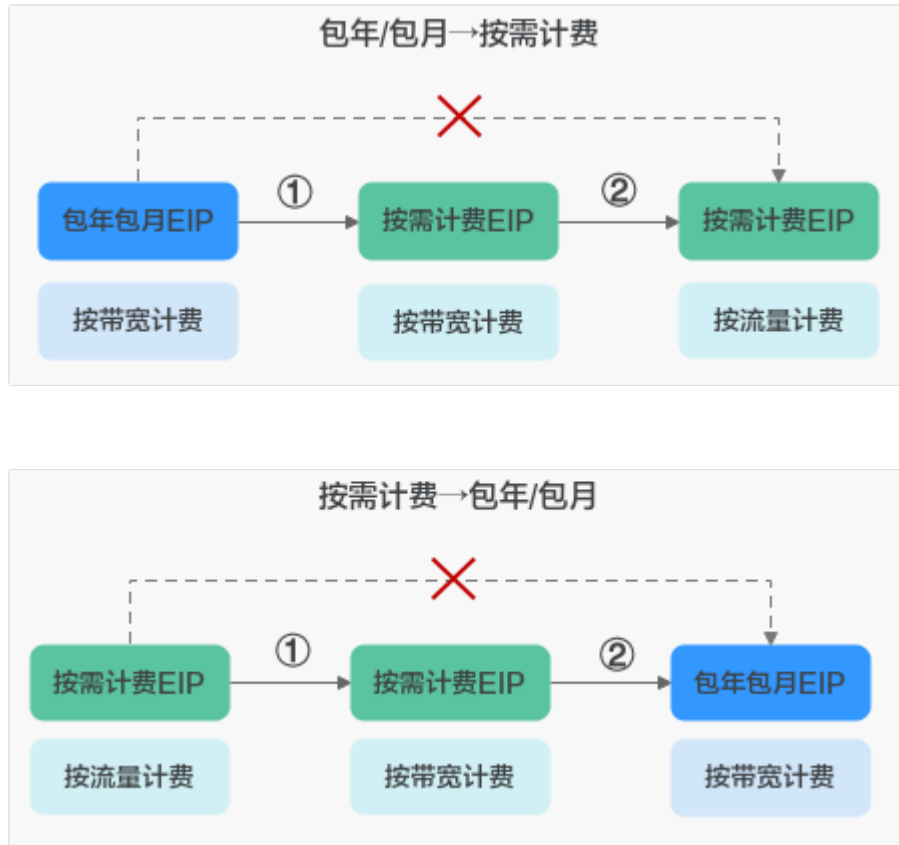 包年/包月→按需计费
① ②
包年包月EIP 按需计费EIP 按需计费EIP
按带宽计费 按带宽计费 按流量计费
按需计费→包年/包月
① ②
按需计费EIP 按需计费EIP 包年包月EIP
按流量计费 按带宽计费 按带宽计费